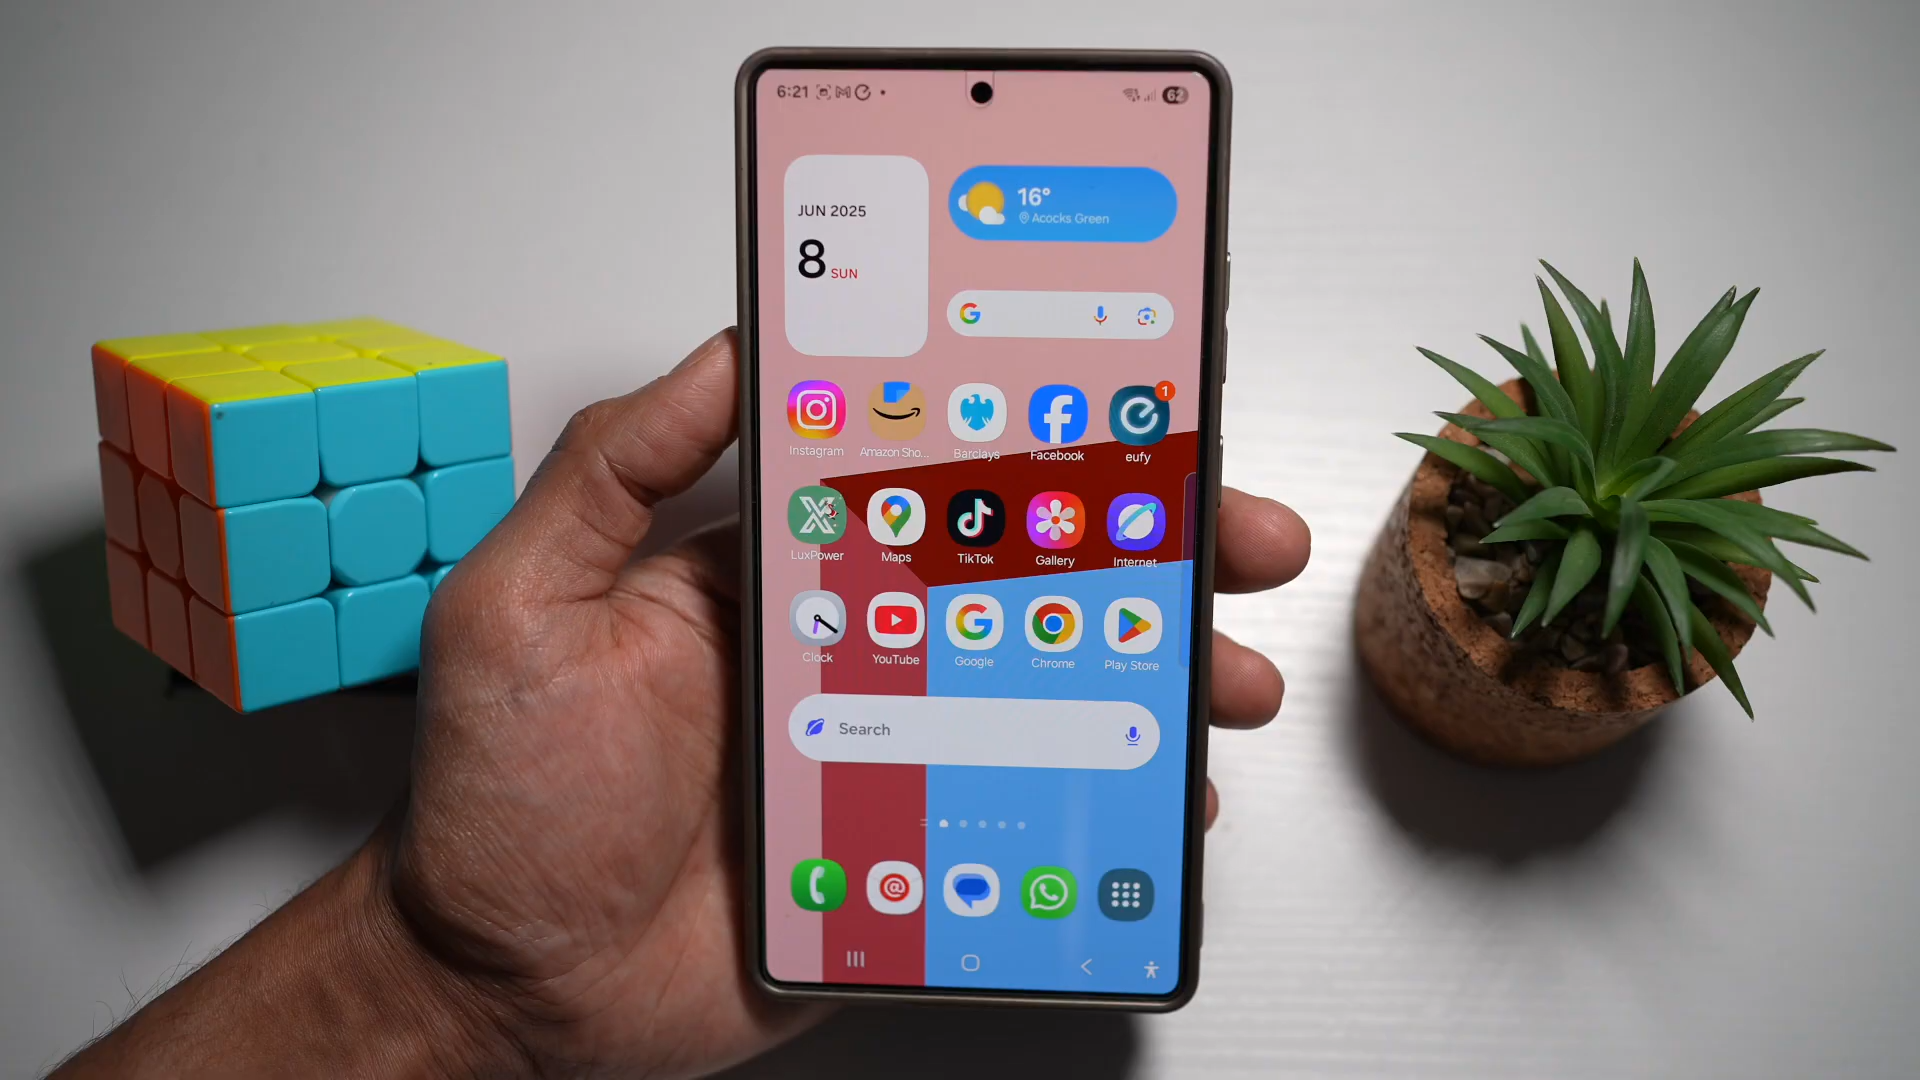 6:21
62
JUN 2025
8 SUN
16°
Acocks Green
Instagram
Amazon Sho...
Barclays
Facebook
1
eufy
LuxPower
Maps
TikTok
Gallery
Internet
Clock
YouTube
Google
Chrome
Play Store
Search